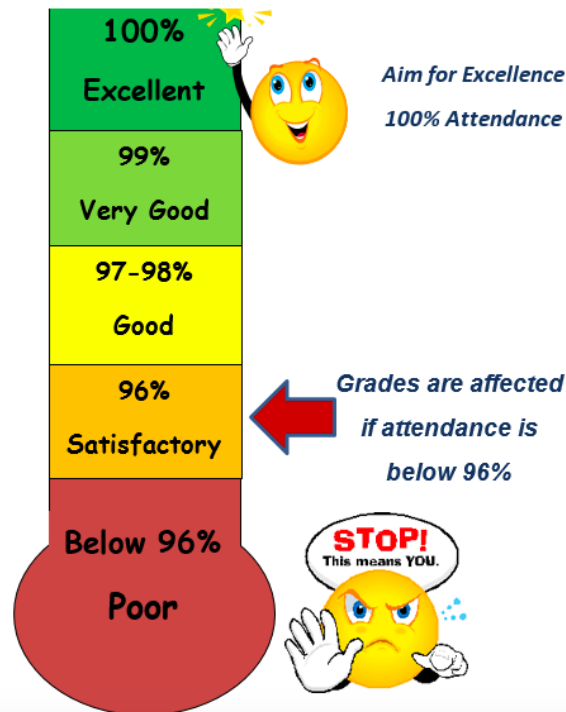 100%
Excellent
Aim for Excellence
100% Attendance
99%
Very Good
97-98%
Good
96%
Satisfactory
Grades are affected
if attendance is
below 96%
Below 96%
Poor
STOP!
This means YOU.